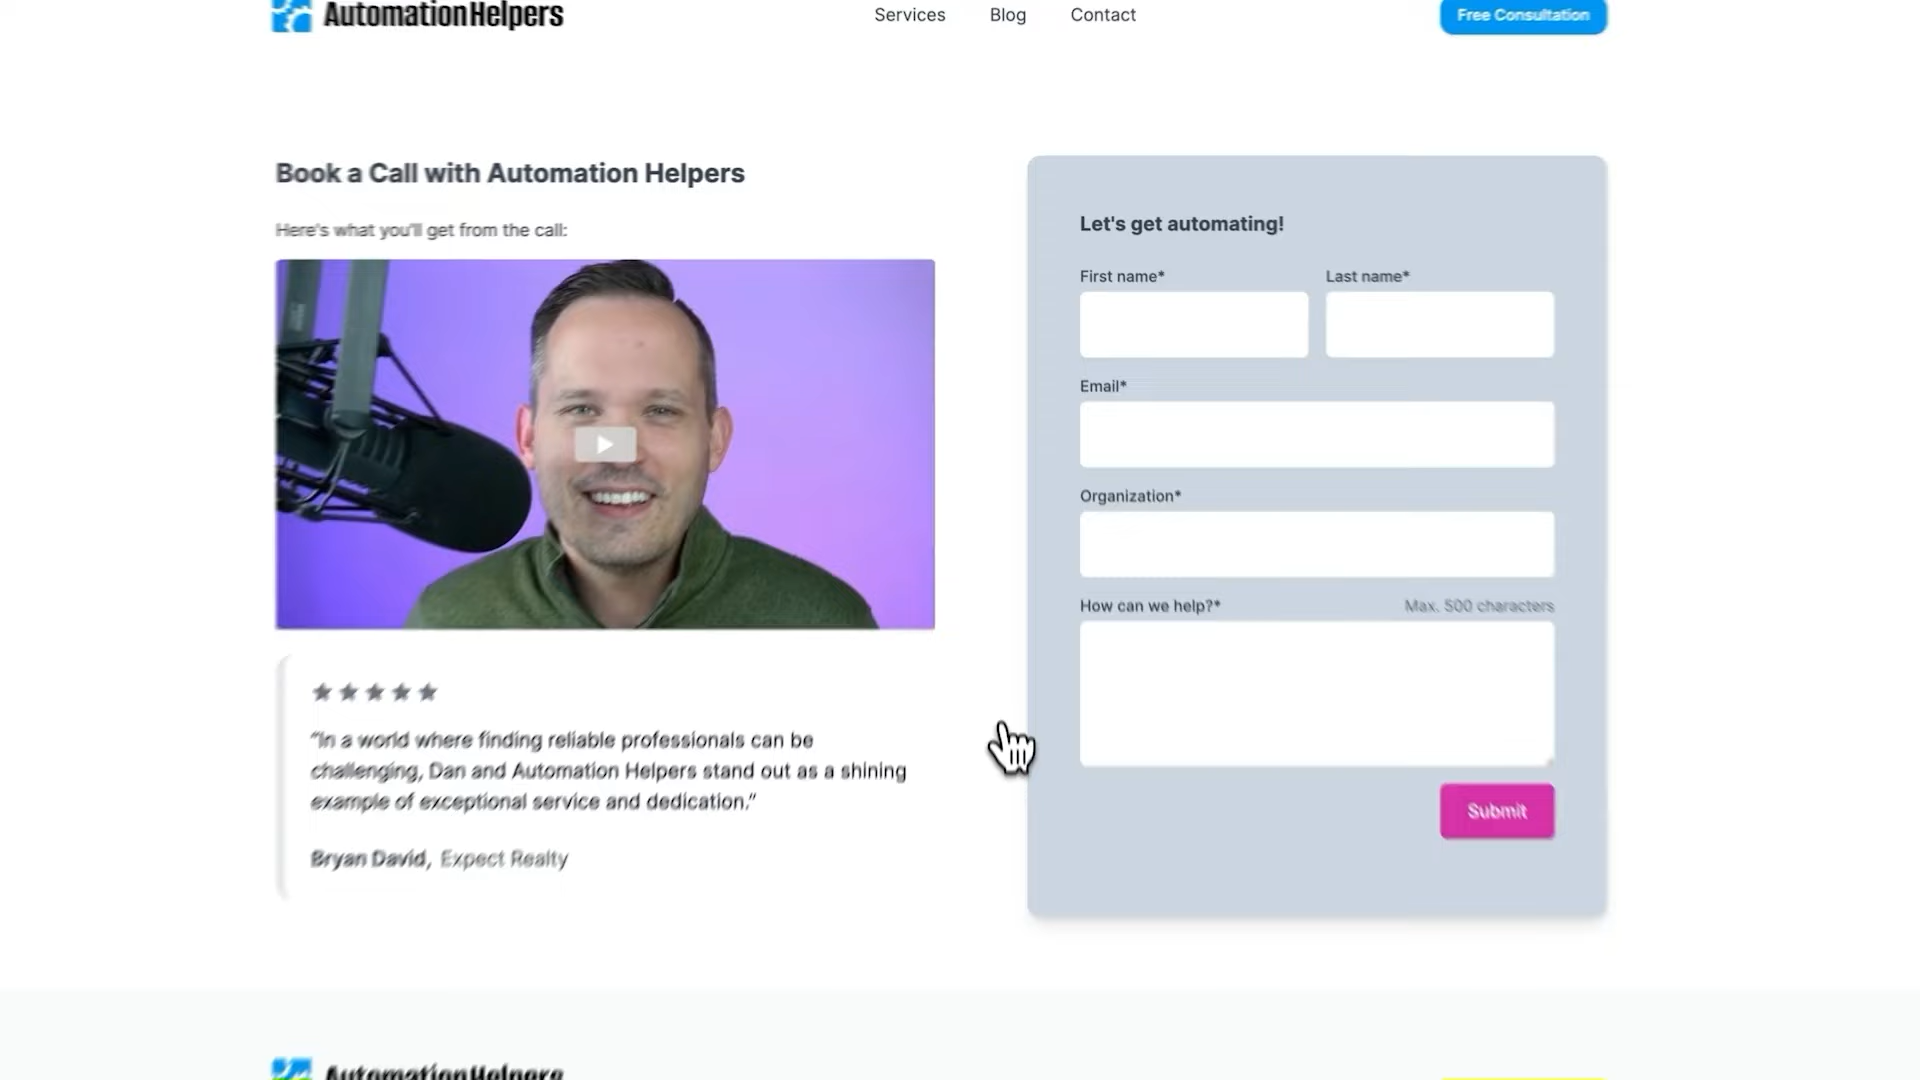 AutomationHelpers
Services
Blog
Contact
Free Consultation
Book a Call with Automation Helpers
Here's what you'll get from the call:
★★★★★
“In a world where finding reliable professionals can be
challenging, Dan and Automation Helpers stand out as a shining
example of exceptional service and dedication.”
Bryan David, Expect Realty
Let's get automating!
First name*
Last name*
Email*
Organization*
How can we help?*
Max. 500 characters
Submit
AutomationHelpers